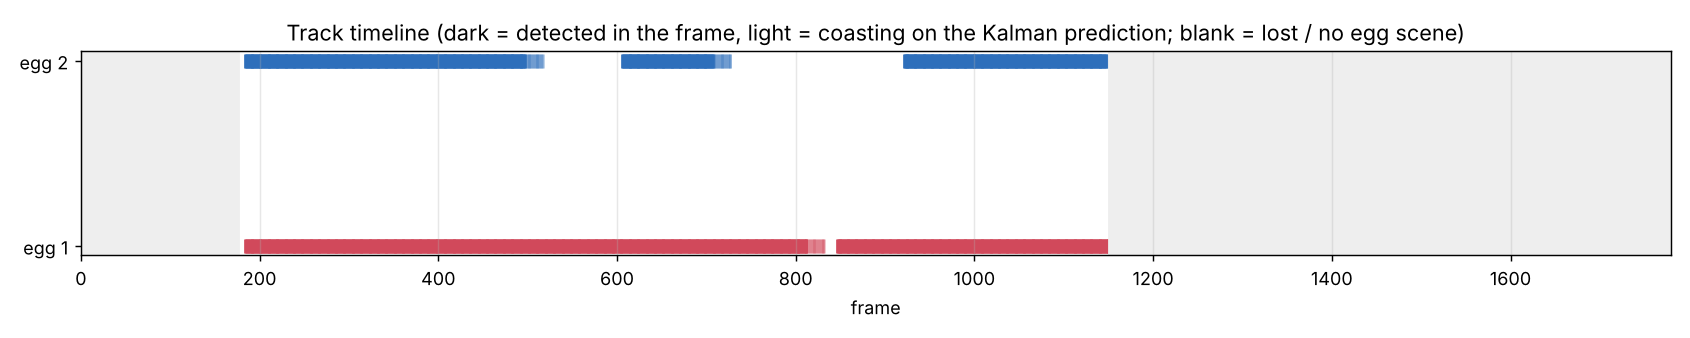 Track timeline (dark = detected in the frame, light = coasting on the Kalman prediction; blank = lost / no egg scene)
egg 2
egg 1
0 200 400 600 800 1000 1200 1400 1600
frame